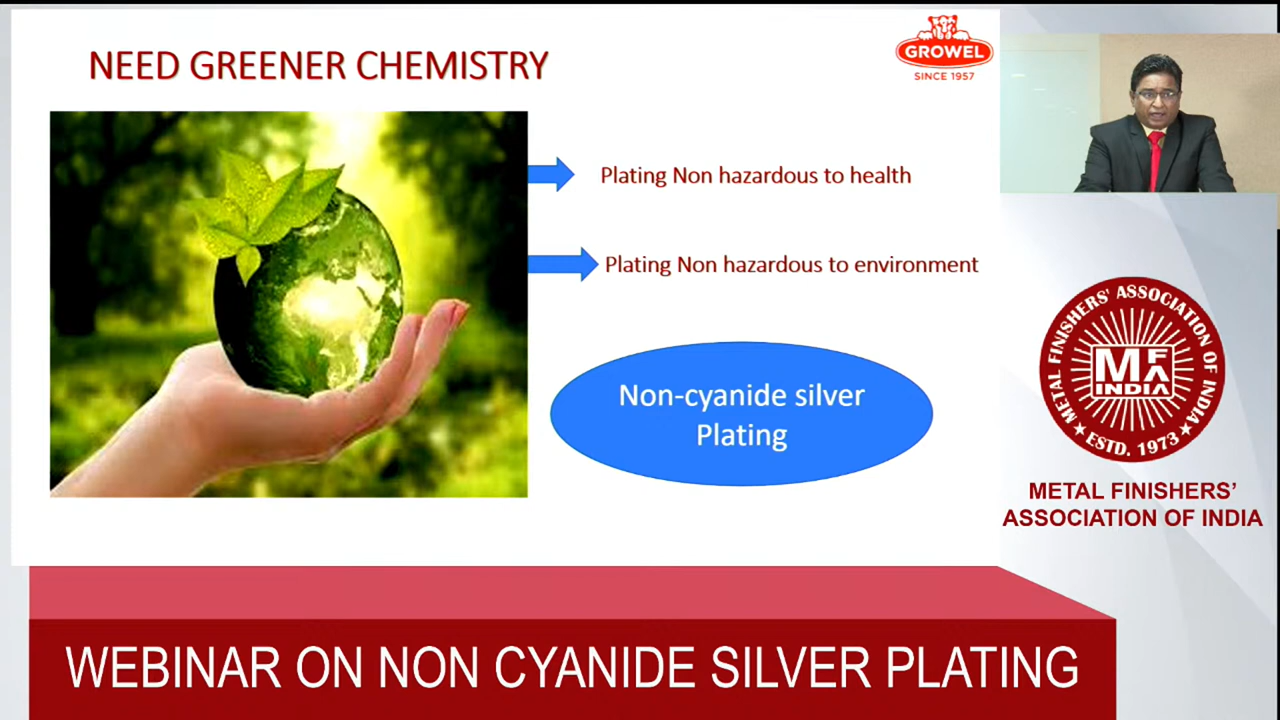 NEED GREENER CHEMISTRY
GROWEL
SINCE 1957
Plating Non hazardous to health
Plating Non hazardous to environment
Non-cyanide silver
Plating
METAL FINISHERS' ASSOCIATION OF INDIA
MFA
INDIA
ESTD. 1973
METAL FINISHERS’
ASSOCIATION OF INDIA
WEBINAR ON NON CYANIDE SILVER PLATING